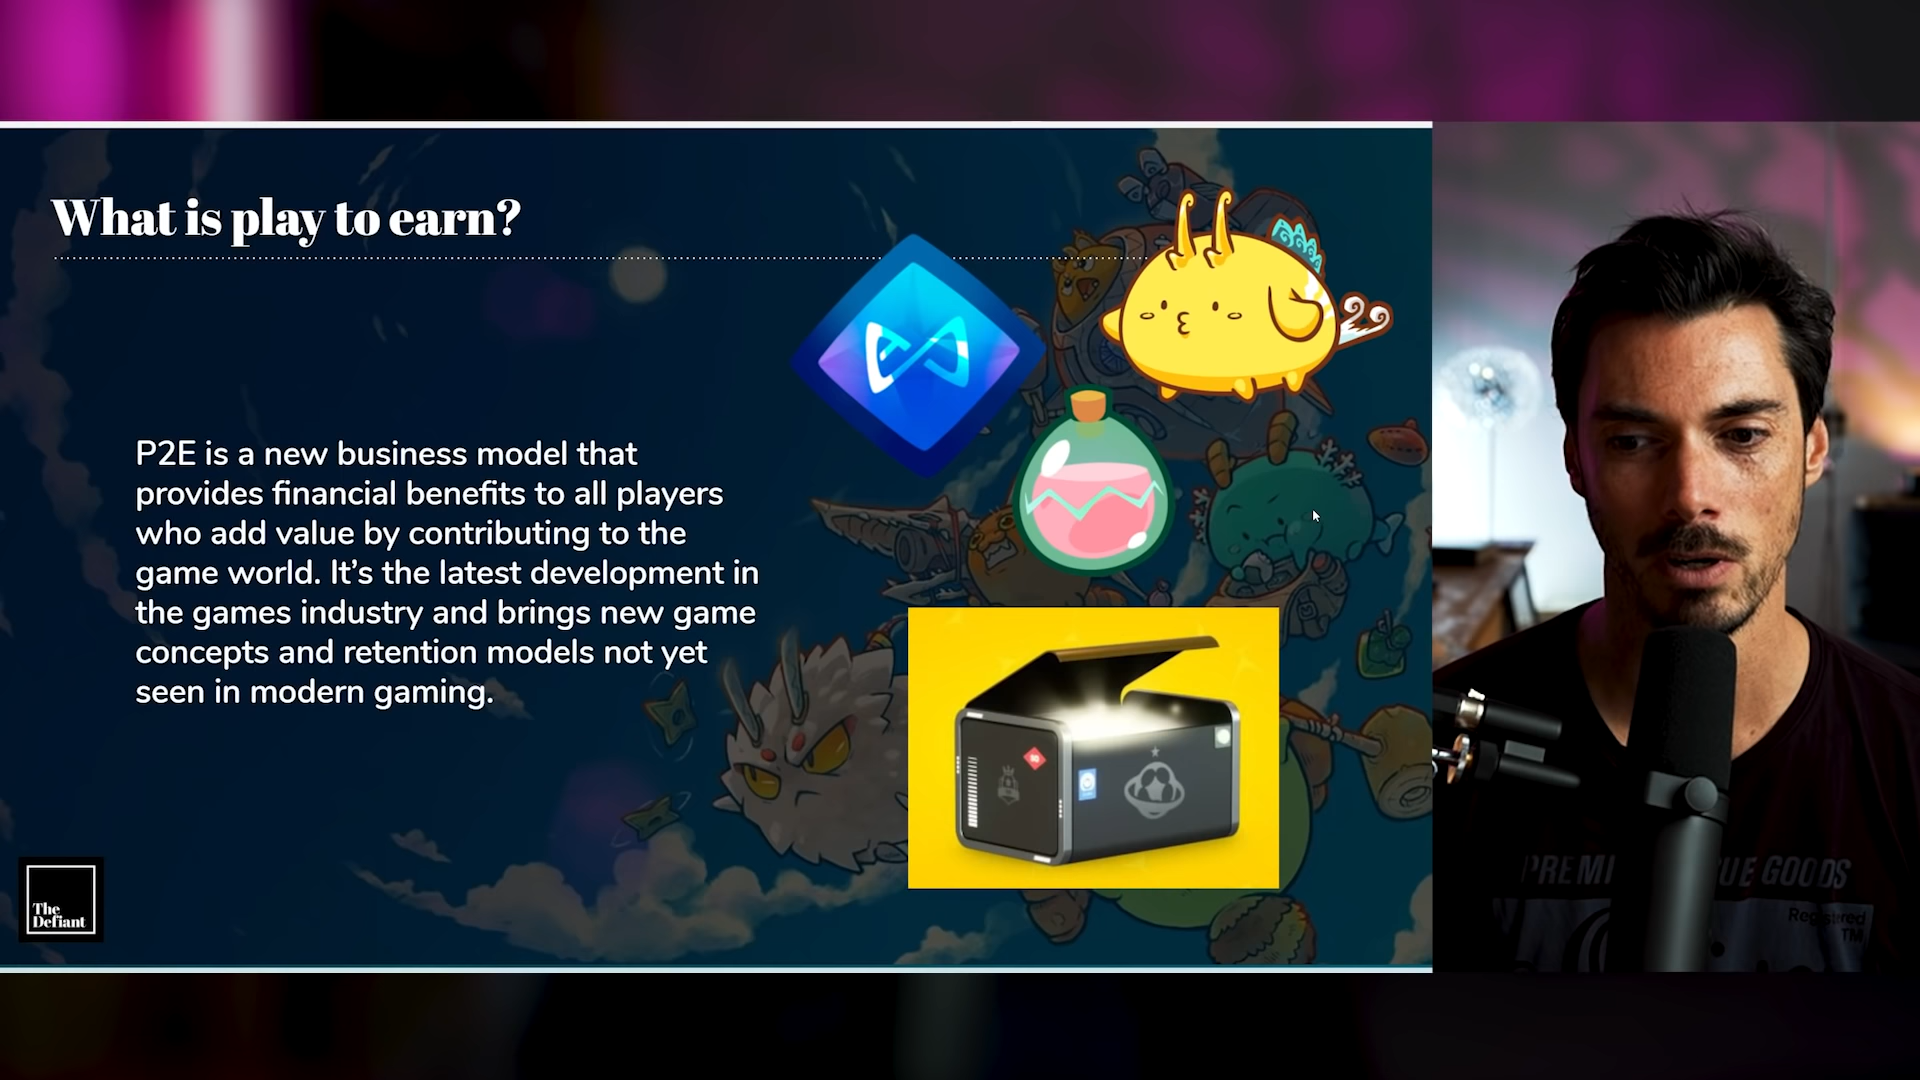 What is play to earn?
P2E is a new business model that
provides financial benefits to all players
who add value by contributing to the
game world. It’s the latest development in
the games industry and brings new game
concepts and retention models not yet
seen in modern gaming.
The
Defiant
GOODS
Registered
TM